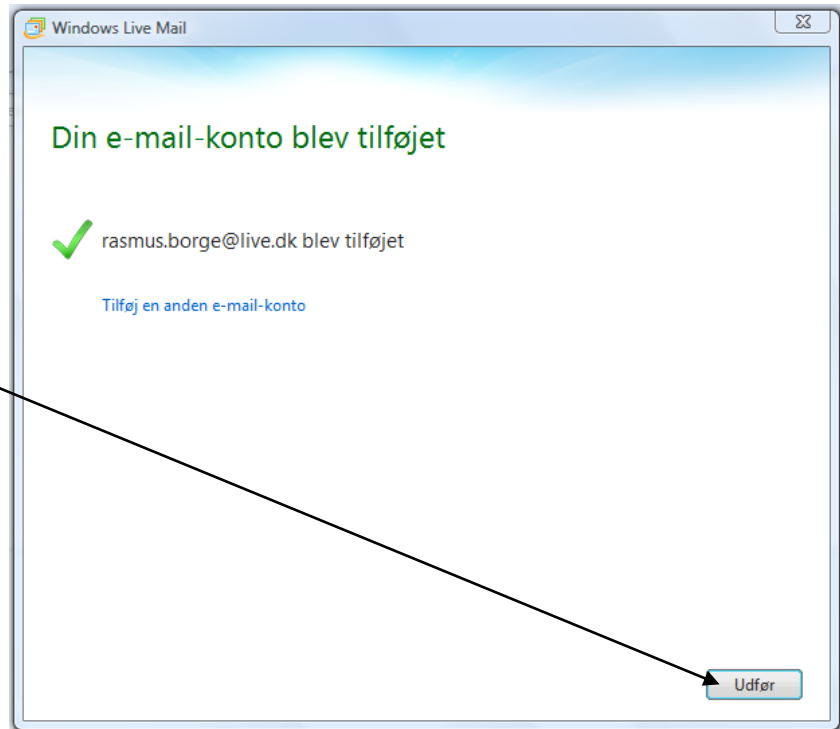 Windows Live Mail
Din e-mail-konto blev tilføjet
rasmus.borge@live.dk blev tilføjet
Tilføj en anden e-mail-konto
Udfør